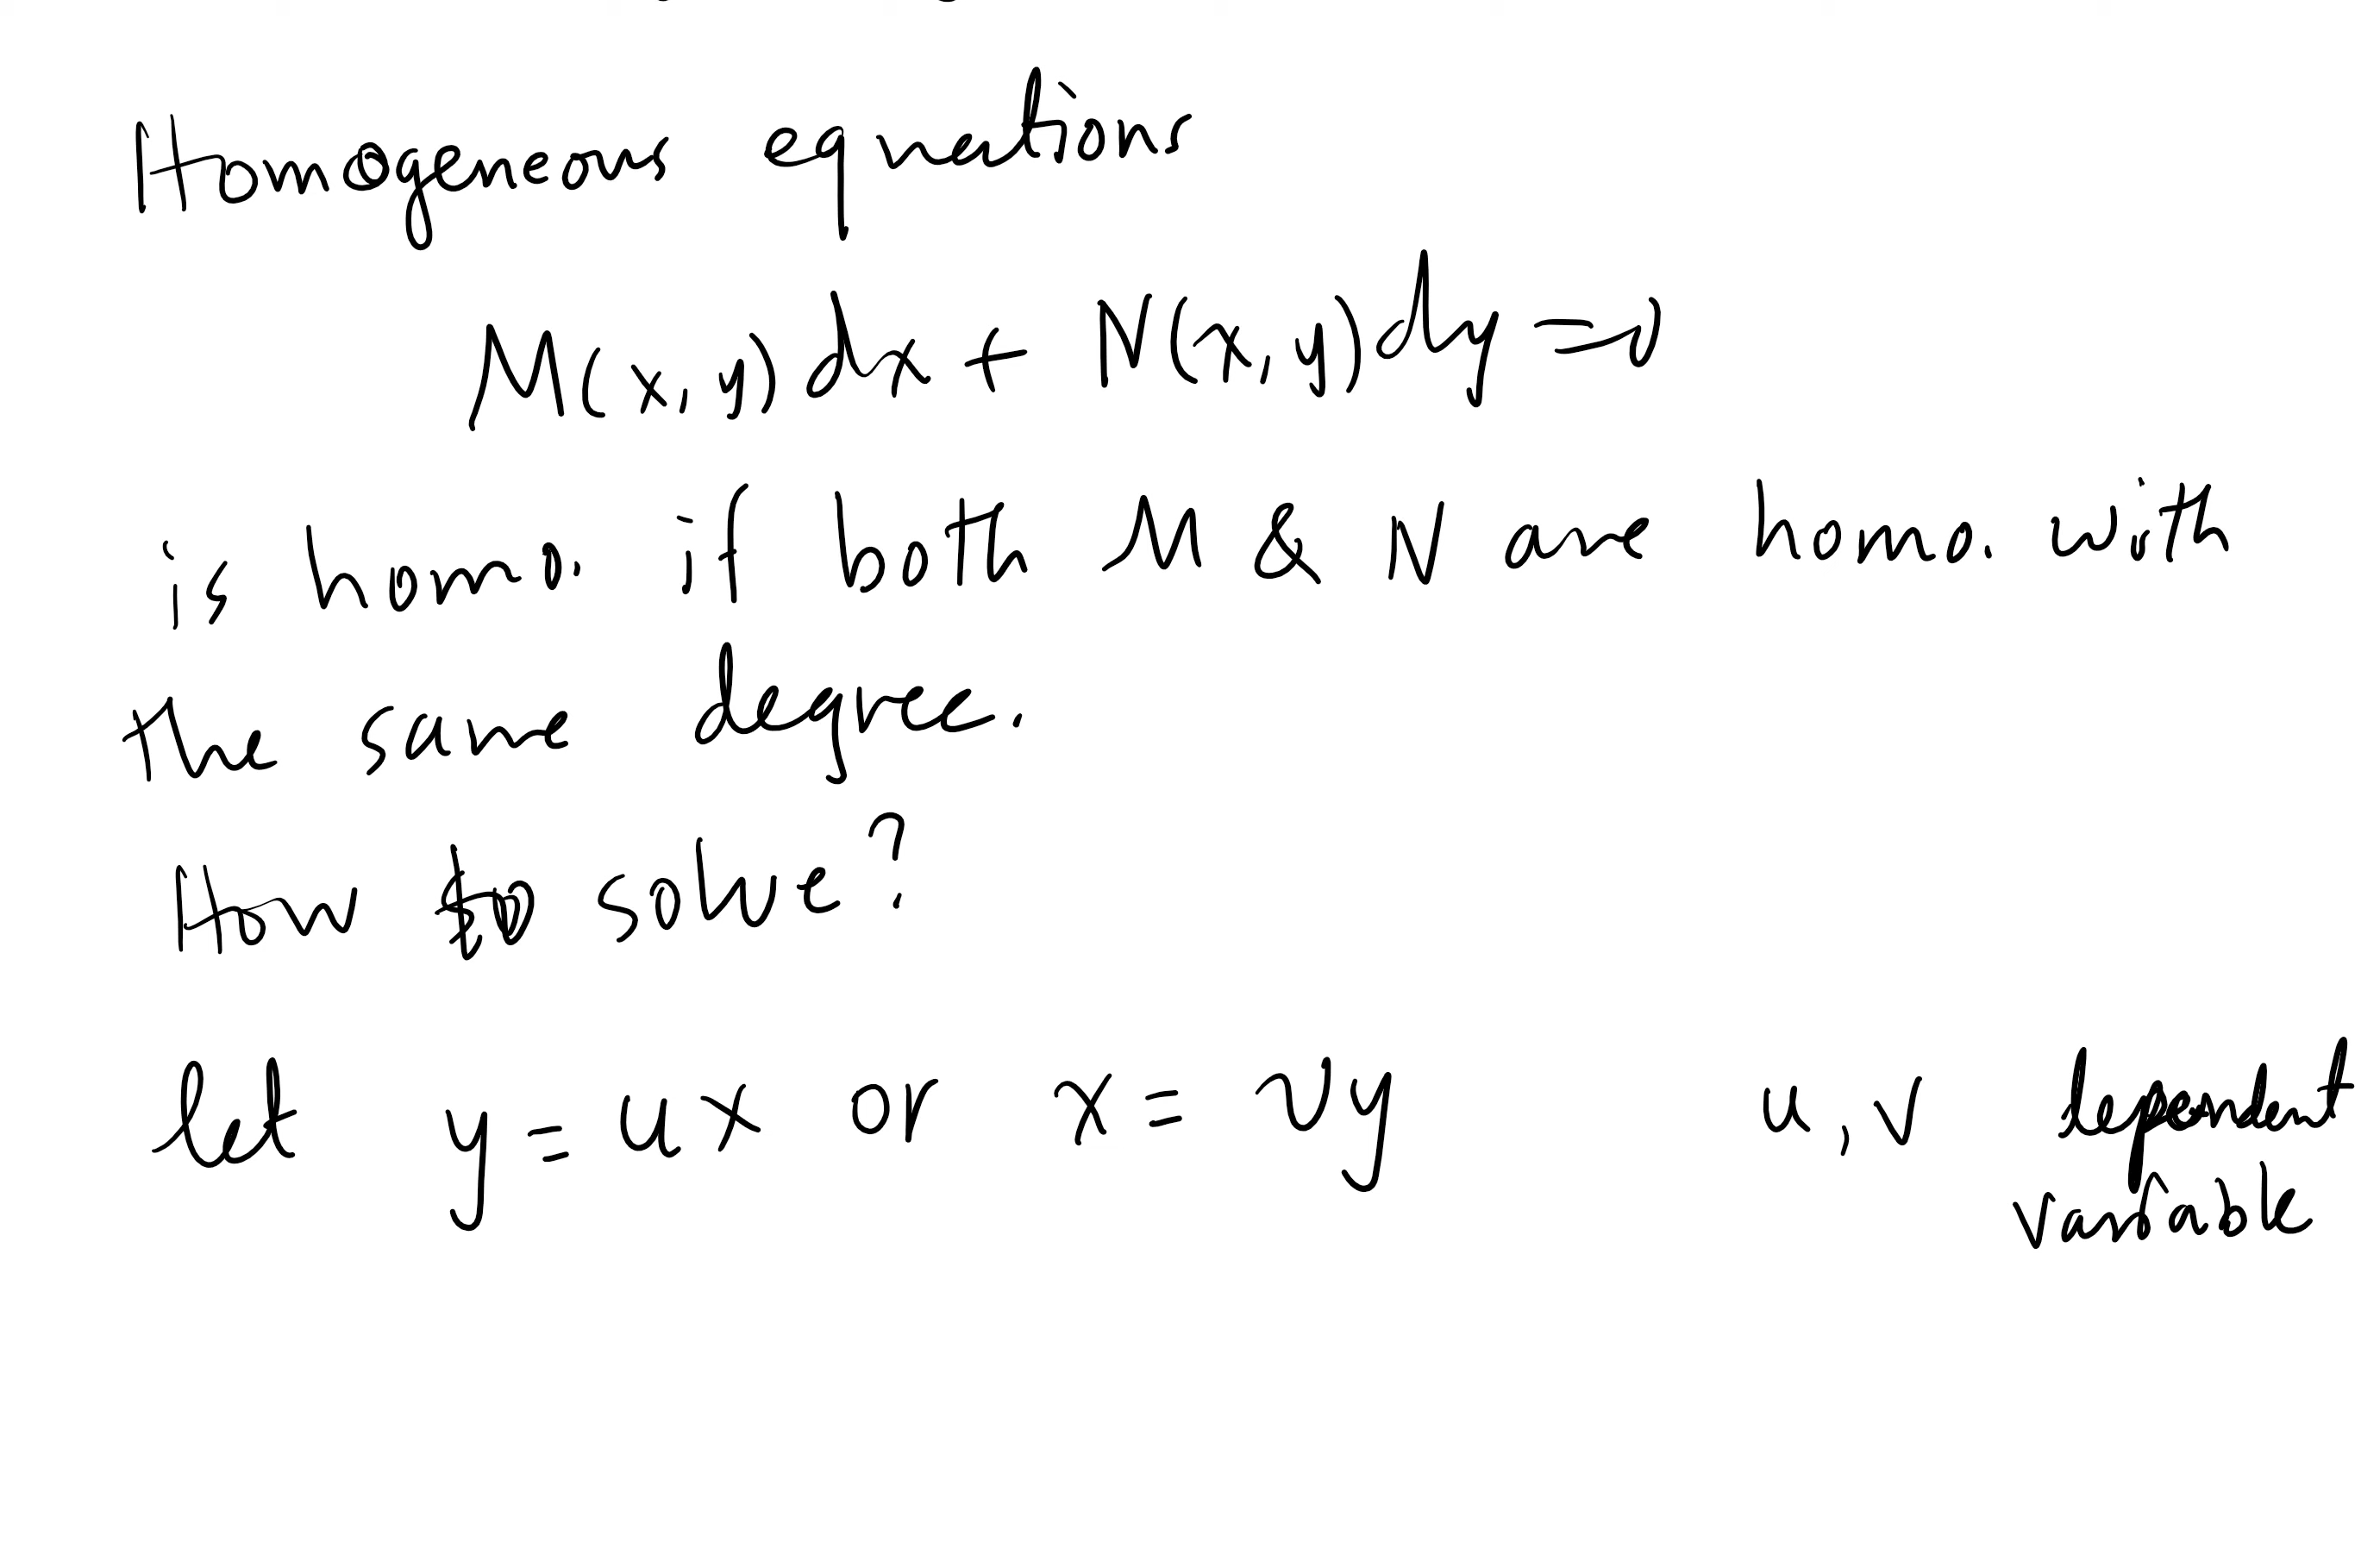 Homogeneous equations
M(x,y)dx + N(x,y)dy = 0
is homo. if both M & N are homo. with
the same degree.
How to solve?
let y = ux or x = vy u, v dependent
variable